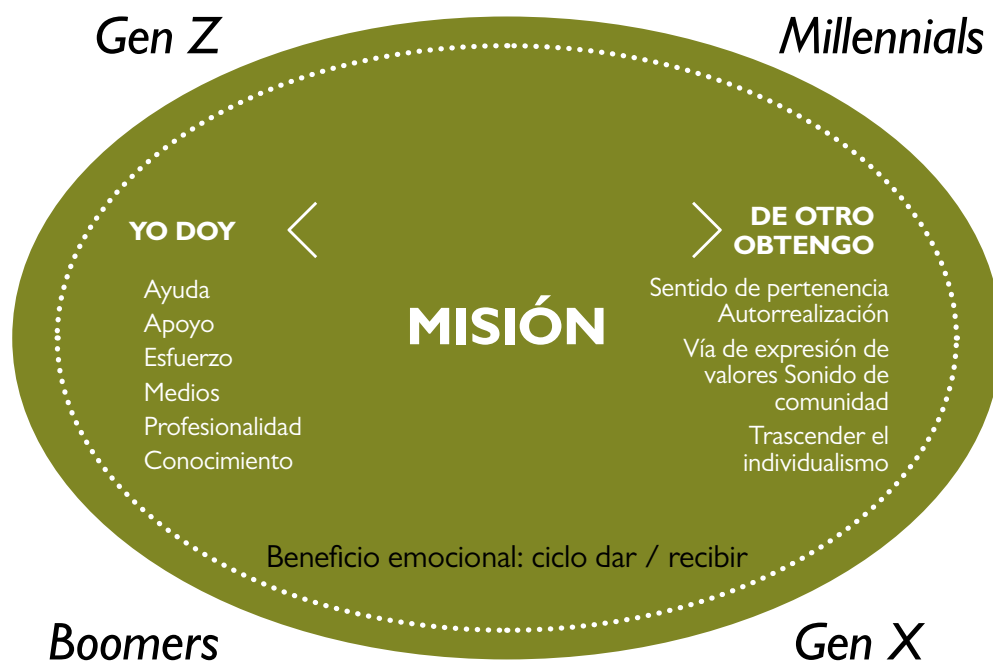 Gen Z
Millennials
YO DOY
Ayuda
Apoyo
Esfuerzo
Medios
Profesionalidad
Conocimiento
MISIÓN
DE OTRO
OBTENGO
Sentido de pertenencia
Autorrealización
Vía de expresión de
valores Sonido de
comunidad
Trascender el
individualismo
Beneficio emocional: ciclo dar / recibir
Boomers
Gen X